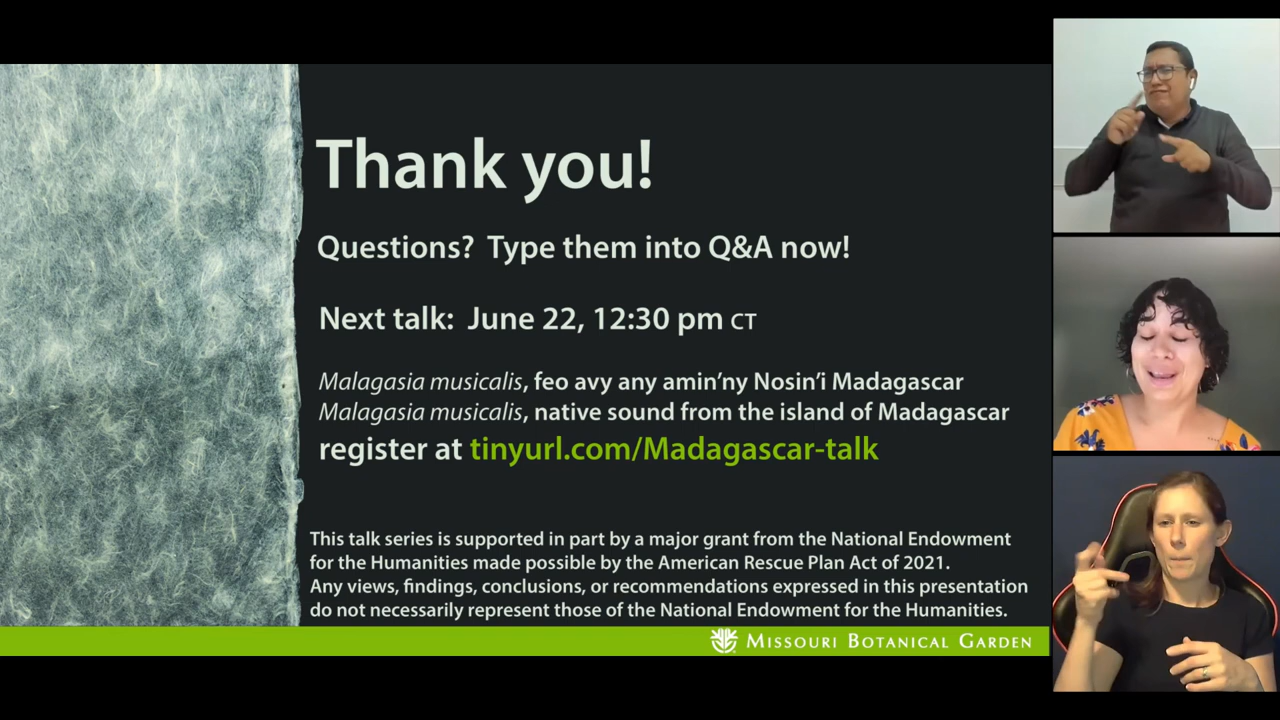 Thank you!
Questions? Type them into Q&A now!
Next talk: June 22, 12:30 pm CT
Malagasia musicalis, feo avy any amin’ny Nosin’i Madagascar
Malagasia musicalis, native sound from the island of Madagascar
register at tinyurl.com/Madagascar-talk
This talk series is supported in part by a major grant from the National Endowment
for the Humanities made possible by the American Rescue Plan Act of 2021.
Any views, findings, conclusions, or recommendations expressed in this presentation
do not necessarily represent those of the National Endowment for the Humanities.
MISSOURI BOTANICAL GARDEN